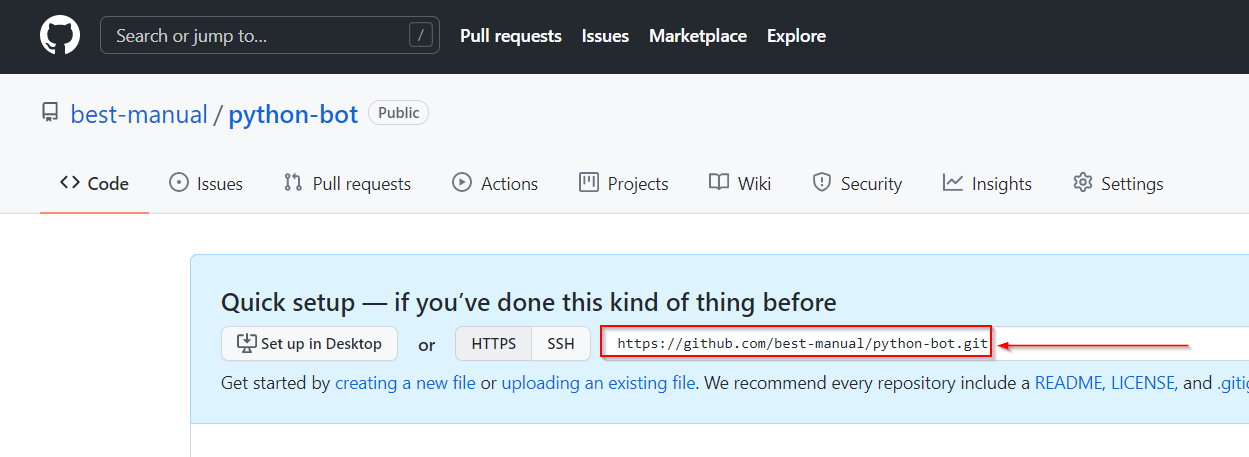 Search or jump to... /
Pull requests Issues Marketplace Explore
best-manual / python-bot Public
Code Issues Pull requests Actions Projects Wiki Security Insights Settings
Quick setup — if you’ve done this kind of thing before
Set up in Desktop or HTTPS SSH https://github.com/best-manual/python-bot.git
Get started by creating a new file or uploading an existing file. We recommend every repository include a README, LICENSE, and